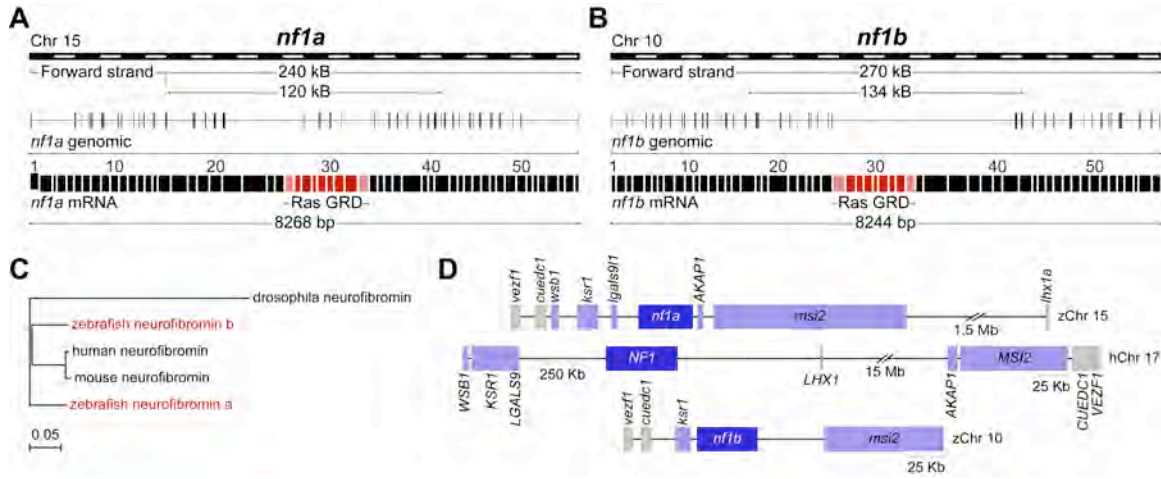 A
Chr 15
nf1a
Forward strand
240 kB
120 kB
nf1a genomic
1 10 20 30 40 50
nf1a mRNA
-Ras GRD-
8268 bp
B
Chr 10
nf1b
Forward strand
270 kB
134 kB
nf1b genomic
1 10 20 30 40 50
nf1b mRNA
-Ras GRD-
8244 bp
C
drosophila neurofibromin
zebrafish neurofibromin b
human neurofibromin
mouse neurofibromin
zebrafish neurofibromin a
0.05
D
vezf1 cuedc1 wsb1 ksr1 lgals9l1 AKAP1 lhx1a
nf1a msi2 zChr 15
1.5 Mb
NF1 MSI2 hChr 17
250 Kb 15 Mb 25 Kb
WSB1 KSR1 LGALS9 LHX1 AKAP1 CUEDC1 VEZF1
vezf1 cuedc1 ksr1
nf1b msi2 zChr 10
25 Kb